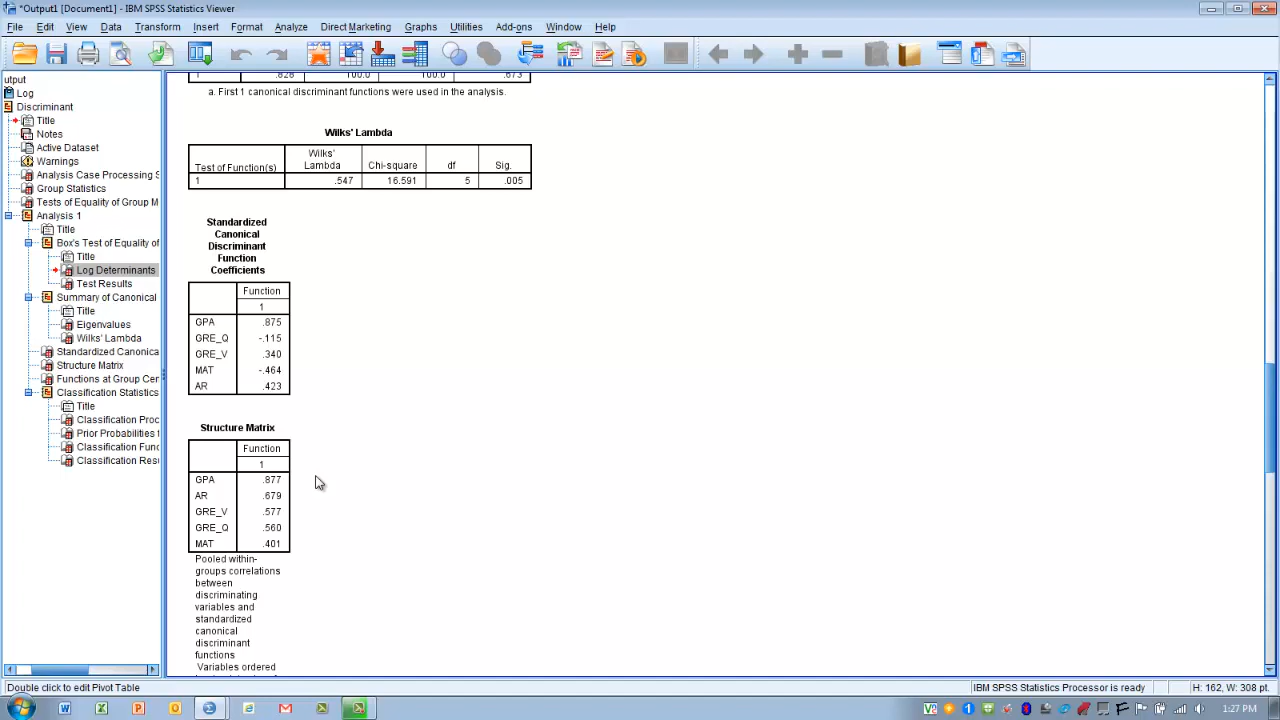 *Output1 [Document1] - IBM SPSS Statistics Viewer
File Edit View Data Transform Insert Format Analyze Direct Marketing Graphs Utilities Add-ons Window Help
utput
Log
Discriminant
Title
Notes
Active Dataset
Warnings
Analysis Case Processing S
Group Statistics
Tests of Equality of Group M
Analysis 1
Title
Box's Test of Equality of
Title
Log Determinants
Test Results
Summary of Canonical
Title
Eigenvalues
Wilks' Lambda
Standardized Canonica
Structure Matrix
Functions at Group Cer
Classification Statistics
Title
Classification Proc
Prior Probabilities f
Classification Func
Classification Resu
1 .828 100.0 100.0 .673
a. First 1 canonical discriminant functions were used in the analysis.
Wilks' Lambda
Test of Function(s) Wilks' Lambda Chi-square df Sig.
1 .547 16.591 5 .005
Standardized
Canonical
Discriminant
Function
Coefficients
Function
1
GPA .875
GRE_Q -.115
GRE_V .340
MAT -.464
AR .423
Structure Matrix
Function
1
GPA .877
AR .679
GRE_V .577
GRE_Q .560
MAT .401
Pooled within-
groups correlations
between
discriminating
variables and
standardized
canonical
discriminant
functions
Variables ordered
Double click to edit Pivot Table
IBM SPSS Statistics Processor is ready
H: 162, W: 308 pt.
1:27 PM